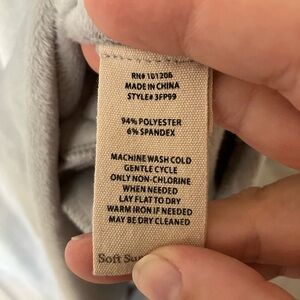 RN# 101206
MADE IN CHINA
STYLE# 3FP99
94% POLYESTER
6% SPANDEX
MACHINE WASH COLD
GENTLE CYCLE
ONLY NON-CHLORINE
WHEN NEEDED
LAY FLAT TO DRY
WARM IRON IF NEEDED
MAY BE DRY CLEANED
Soft